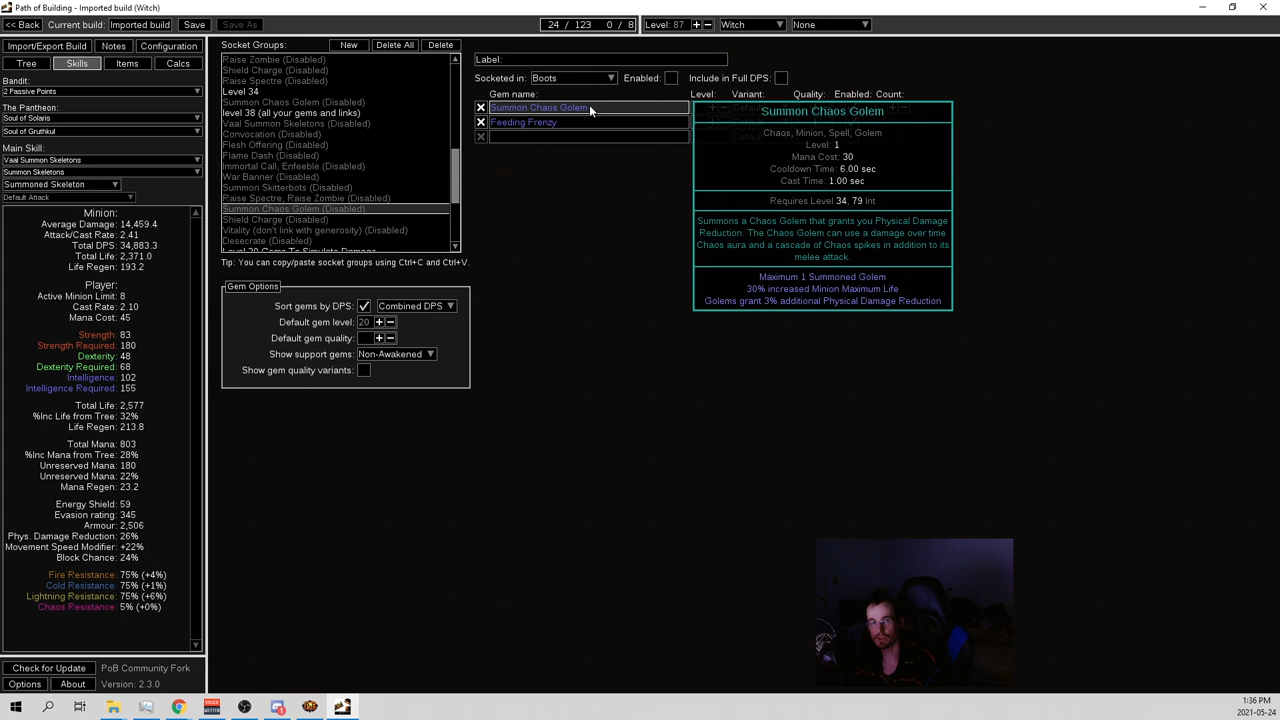 Path of Building - Imported build (Witch)
<< Back Current build: Imported build Save Save As 24 / 123 0 / 8 Level: 87 + - Witch None
Import/Export Build Notes Configuration
Tree Skills Items Calcs
Bandit:
2 Passive Points
The Pantheon:
Soul of Solaris
Soul of Gruthkul
Main Skill:
Vaal Summon Skeletons
Summon Skeletons
Summoned Skeleton
Default Attack
Minion:
Average Damage: 14,459.4
Attack/Cast Rate: 2.41
Total DPS: 34,883.3
Total Life: 2,371.0
Life Regen: 193.2
Player:
Active Minion Limit: 8
Cast Rate: 2.10
Mana Cost: 45
Strength: 83
Strength Required: 180
Dexterity: 48
Dexterity Required: 68
Intelligence: 102
Intelligence Required: 155
Total Life: 2,577
%Inc Life from Tree: 32%
Life Regen: 213.8
Total Mana: 803
%Inc Mana from Tree: 28%
Unreserved Mana: 180
Unreserved Mana: 22%
Mana Regen: 23.2
Energy Shield: 59
Evasion rating: 345
Armour: 2,506
Phys. Damage Reduction: 26%
Movement Speed Modifier: +22%
Block Chance: 24%
Fire Resistance: 75% (+4%)
Cold Resistance: 75% (+1%)
Lightning Resistance: 75% (+6%)
Chaos Resistance: 5% (+0%)
Check for Update PoB Community Fork
Options About Version: 2.3.0
Socket Groups: New Delete All Delete
Raise Zombie (Disabled)
Shield Charge (Disabled)
Raise Spectre (Disabled)
Level 34
Summon Chaos Golem (Disabled)
level 38 (all your gems and links)
Vaal Summon Skeletons (Disabled)
Convocation (Disabled)
Flesh Offering (Disabled)
Flame Dash (Disabled)
Immortal Call, Enfeeble (Disabled)
War Banner (Disabled)
Summon Skitterbots (Disabled)
Raise Spectre, Raise Zombie (Disabled)
Summon Chaos Golem (Disabled)
Shield Charge (Disabled)
Vitality (don't link with generosity) (Disabled)
Desecrate (Disabled)
Level 20 Gems To Simulate Damage
Tip: You can copy/paste socket groups using Ctrl+C and Ctrl+V.
Gem Options
Sort gems by DPS: Combined DPS
Default gem level: 20 + -
Default gem quality: + -
Show support gems: Non-Awakened
Show gem quality variants:
Label:
Socketed in: Boots Enabled: Include in Full DPS:
Gem name: Level: Variant: Quality: Enabled: Count:
Summon Chaos Golem
Feeding Frenzy
Summon Chaos Golem
Chaos, Minion, Spell, Golem
Level: 1
Mana Cost: 30
Cooldown Time: 6.00 sec
Cast Time: 1.00 sec
Requires Level 34, 79 Int
Summons a Chaos Golem that grants you Physical Damage
Reduction. The Chaos Golem can use a damage over time
Chaos aura and a cascade of Chaos spikes in addition to its
melee attack.
Maximum 1 Summoned Golem
30% increased Minion Maximum Life
Golems grant 3% additional Physical Damage Reduction
1:36 PM
2021-05-24